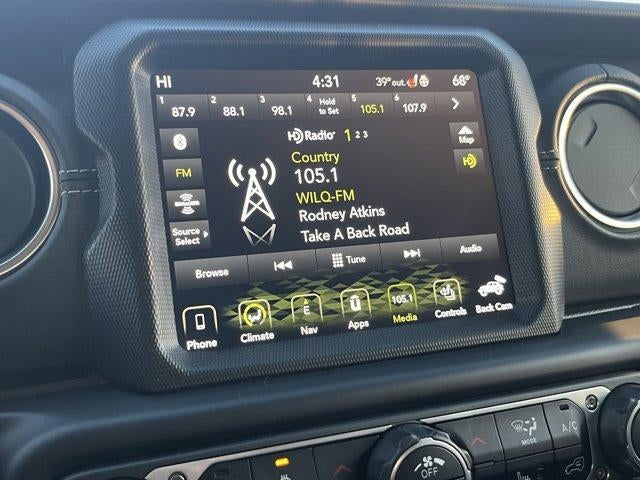 HI 4:31 39° out. 68°
1 87.9 2 88.1 3 98.1 4 Hold to Set 5 105.1 6 107.9
HD Radio 1 2 3
Map
FM
HD
Country
105.1
WILQ-FM
Rodney Atkins
Take A Back Road
SiriusXM
Source Select
Browse Tune Audio
Phone Climate E Nav Apps 105.1 Media Controls Back Cam
MODE A/C
OFF